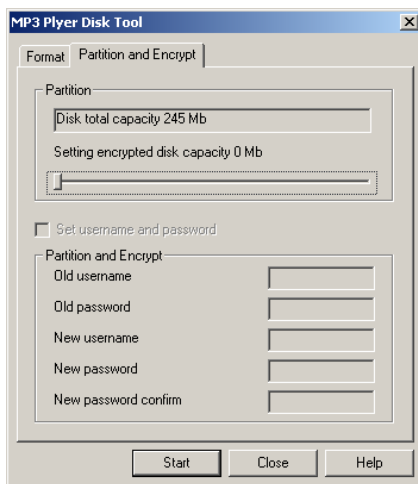 MP3 Plyer Disk Tool
Format Partition and Encrypt
Partition
Disk total capacity 245 Mb
Setting encrypted disk capacity 0 Mb
Set username and password
Partition and Encrypt
Old username
Old password
New username
New password
New password confirm
Start Close Help